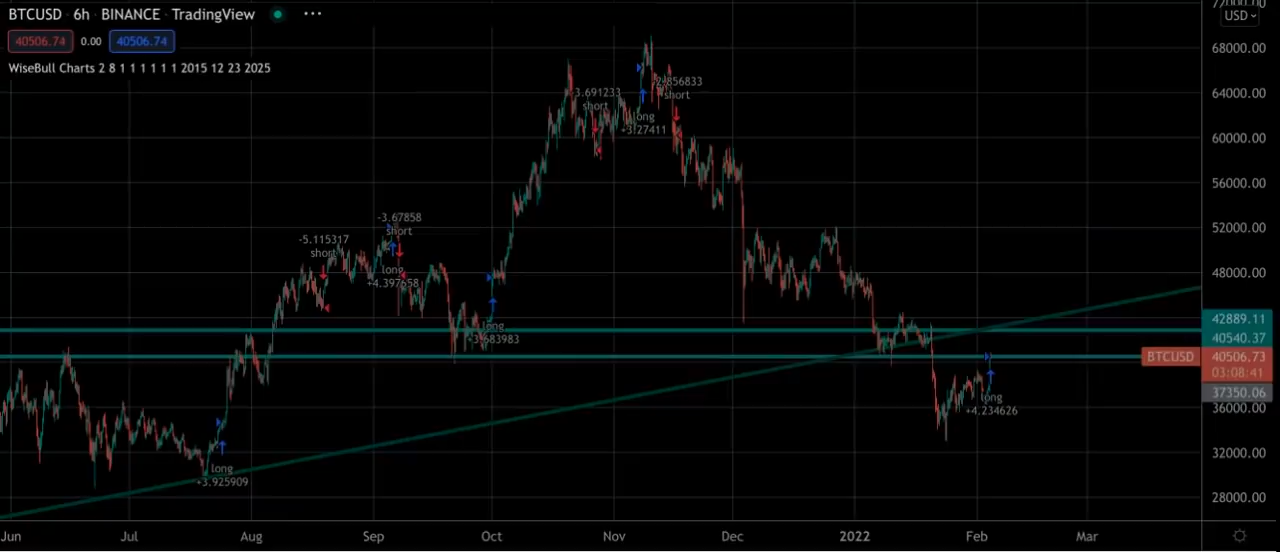 BTCUSD · 6h · BINANCE · TradingView
72000.00
USD
40506.74 0.00 40506.74
WiseBull Charts 2 8 1 1 1 1 1 1 2015 12 23 2025
68000.00
64000.00
60000.00
56000.00
52000.00
48000.00
42889.11
40540.37
BTCUSD 40506.73
03:08:41
37350.06
36000.00
32000.00
28000.00
long
+3.925909
-5.115317
short
-3.67858
short
long
+4.397658
long
+3.683983
3.691233
short
long
+3.27411
-2.856833
short
long
+4.234626
Jun Jul Aug Sep Oct Nov Dec 2022 Feb Mar